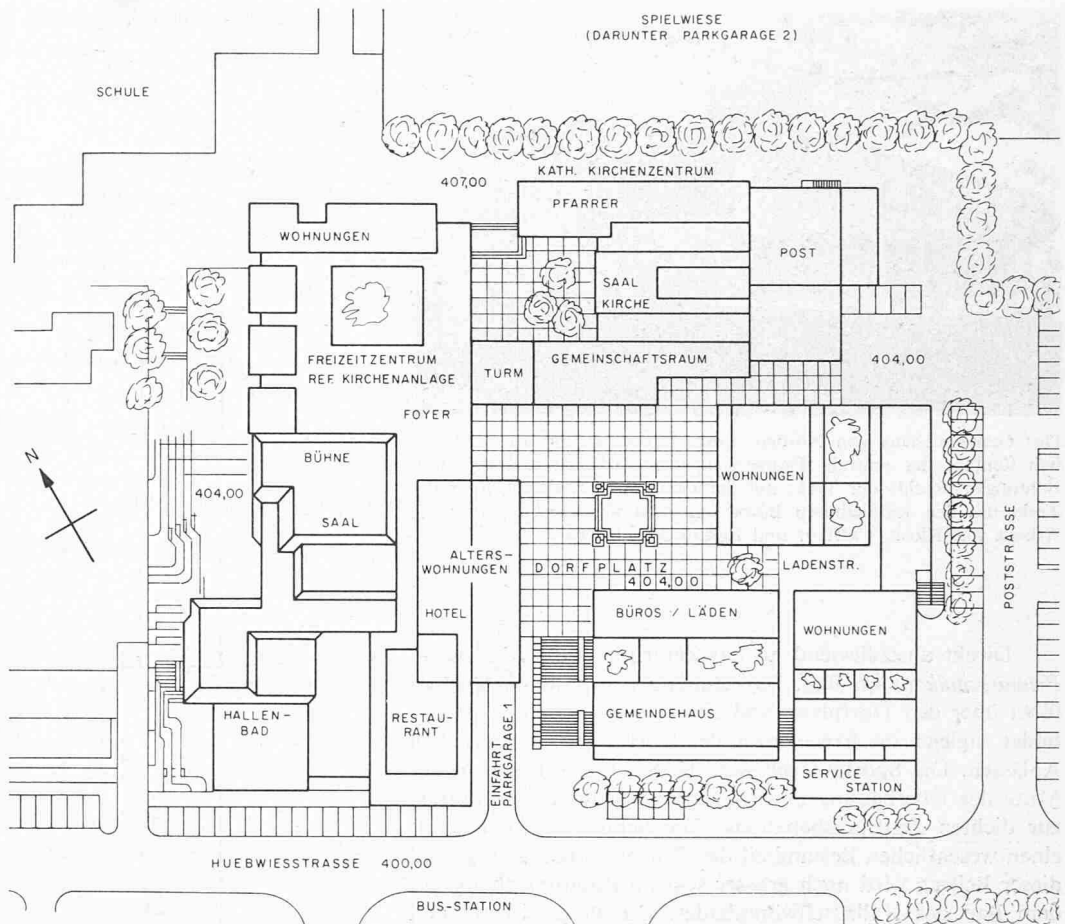 SPIELWIESE
(DARUNTER PARKGARAGE 2)
SCHULE
KATH. KIRCHENZENTRUM
407,00
PFARRER
WOHNUNGEN
POST
SAAL
KIRCHE
FREIZEITZENTRUM
REF. KIRCHENANLAGE
TURM
GEMEINSCHAFTSRAUM
404,00
FOYER
BÜHNE
WOHNUNGEN
N
404,00
SAAL
ALTERS-
WOHNUNGEN
DORFPLATZ
404,00
LADENSTR.
POSTSTRASSE
HOTEL
BÜROS / LÄDEN
WOHNUNGEN
HALLEN-
BAD
RESTAU-
RANT
EINFAHRT
PARKGARAGE 1
GEMEINDEHAUS
SERVICE
STATION
HUEBWIESSTRASSE 400,00
BUS-STATION